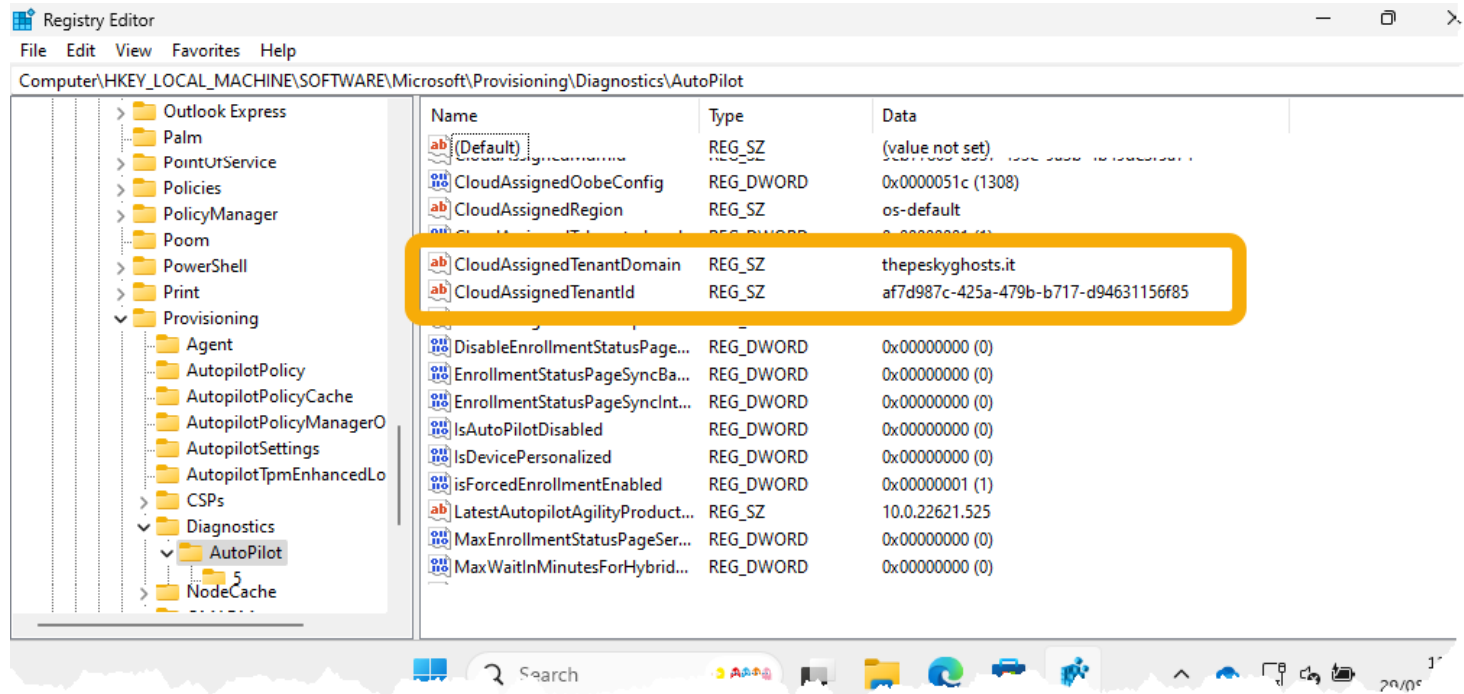 Registry Editor
File Edit View Favorites Help
Computer\HKEY_LOCAL_MACHINE\SOFTWARE\Microsoft\Provisioning\Diagnostics\AutoPilot
Outlook Express
Palm
PointOfService
Policies
PolicyManager
Poom
PowerShell
Print
Provisioning
Agent
AutopilotPolicy
AutopilotPolicyCache
AutopilotPolicyManagerO
AutopilotSettings
AutopilotTpmEnhancedLo
CSPs
Diagnostics
AutoPilot
5
NodeCache
Name Type Data
(Default) REG_SZ (value not set)
CloudAssignedOobeConfig REG_DWORD 0x0000051c (1308)
CloudAssignedRegion REG_SZ os-default
CloudAssignedTenantDomain REG_SZ thepeskyghosts.it
CloudAssignedTenantId REG_SZ af7d987c-425a-479b-b717-d94631156f85
DisableEnrollmentStatusPage... REG_DWORD 0x00000000 (0)
EnrollmentStatusPageSyncBa... REG_DWORD 0x00000000 (0)
EnrollmentStatusPageSyncInt... REG_DWORD 0x00000000 (0)
IsAutoPilotDisabled REG_DWORD 0x00000000 (0)
IsDevicePersonalized REG_DWORD 0x00000000 (0)
isForcedEnrollmentEnabled REG_DWORD 0x00000001 (1)
LatestAutopilotAgilityProduct... REG_SZ 10.0.22621.525
MaxEnrollmentStatusPageSer... REG_DWORD 0x00000000 (0)
MaxWaitInMinutesForHybrid... REG_DWORD 0x00000000 (0)
Search